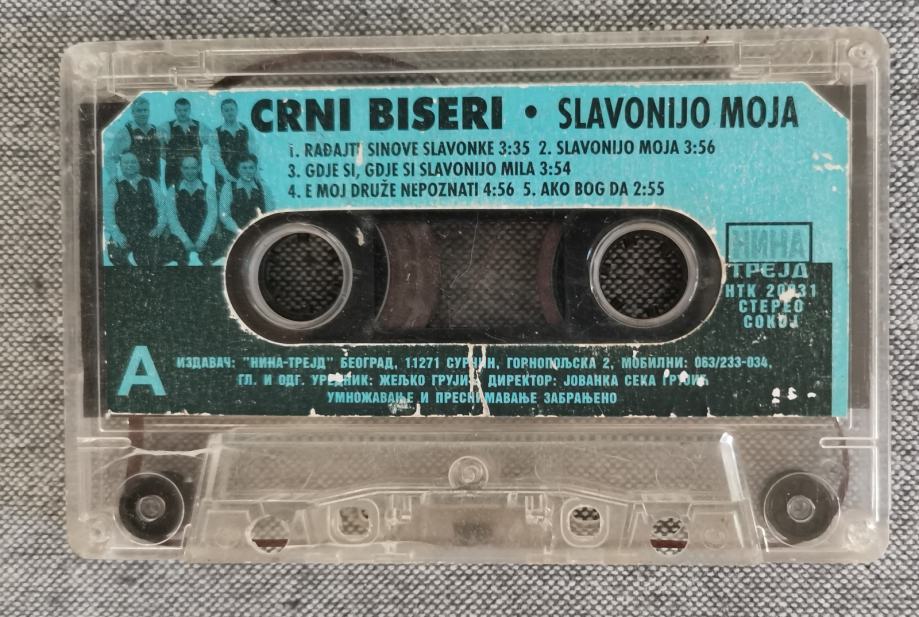 CRNI BISERI • SLAVONIJO MOJA
1. RAĐAJTE SINOVE SLAVONKE 3:35 2. SLAVONIJO MOJA 3:56
3. GDJE SI, GDJE SI SLAVONIJO MILA 3:54
4. E MOJ DRUŽE NEPOZNATI 4:56 5. AKO BOG DA 2:55
НИНА
ТРЕЈД
НТК 20031
СТЕРЕО
СОКОЈ
A
ИЗДАВАЧ: "НИНА-ТРЕЈД" БЕОГРАД, 11271 СУРЧИН, ГОРНОПОЉСКА 2, МОБИЛНИ: 063/233-034,
ГЛ. И ОДГ. УРЕДНИК: ЖЕЉКО ГРУЈИЋ ДИРЕКТОР: ЈОВАНКА СЕКА ГРУЈИЋ
УМНОЖАВАЊЕ И ПРЕСНИМАВАЊЕ ЗАБРАЊЕНО